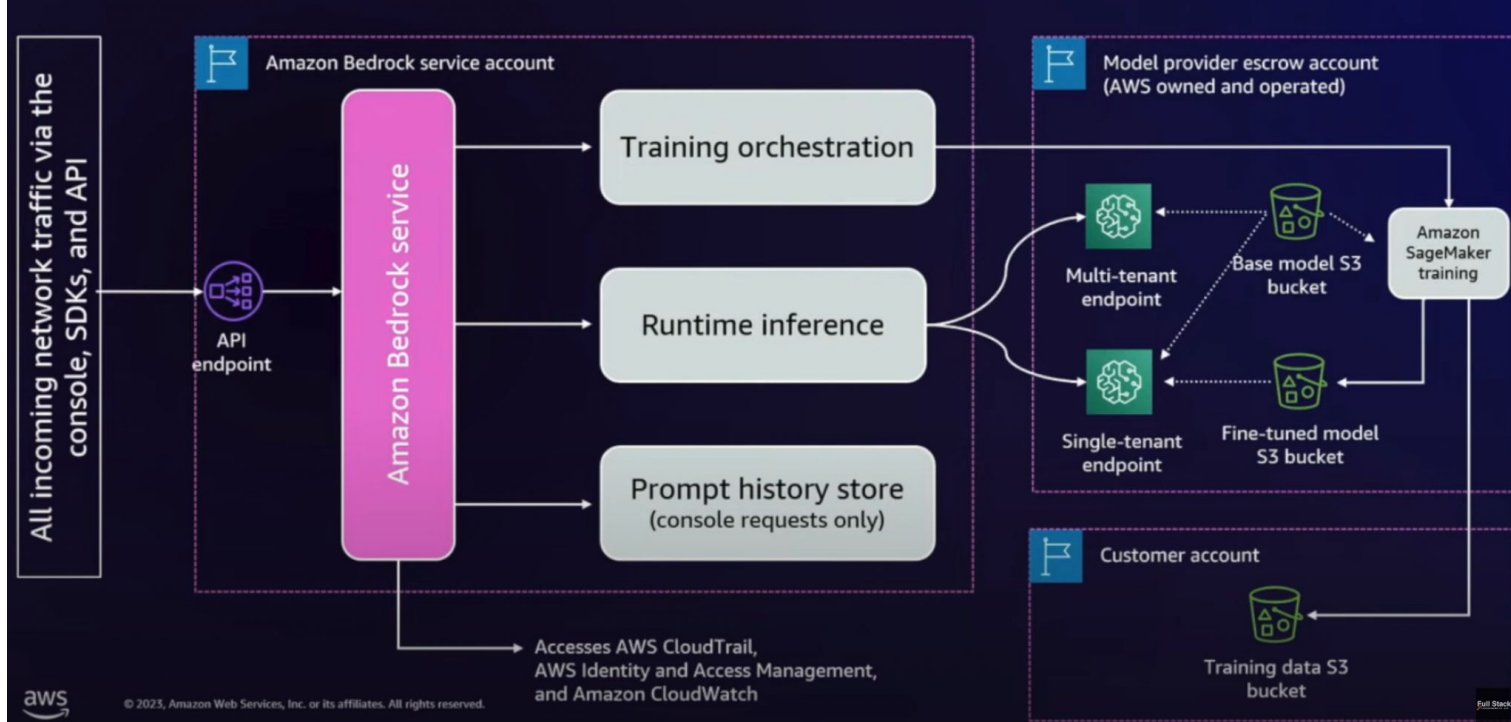 All incoming network traffic via the
console, SDKs, and API
API
endpoint
Amazon Bedrock service account
Amazon Bedrock service
Training orchestration
Runtime inference
Prompt history store
(console requests only)
Accesses AWS CloudTrail,
AWS Identity and Access Management,
and Amazon CloudWatch
Model provider escrow account
(AWS owned and operated)
Multi-tenant
endpoint
Base model S3
bucket
Amazon
SageMaker
training
Single-tenant
endpoint
Fine-tuned model
S3 bucket
Customer account
Training data S3
bucket
aws
© 2023, Amazon Web Services, Inc. or its affiliates. All rights reserved.
Full Stack